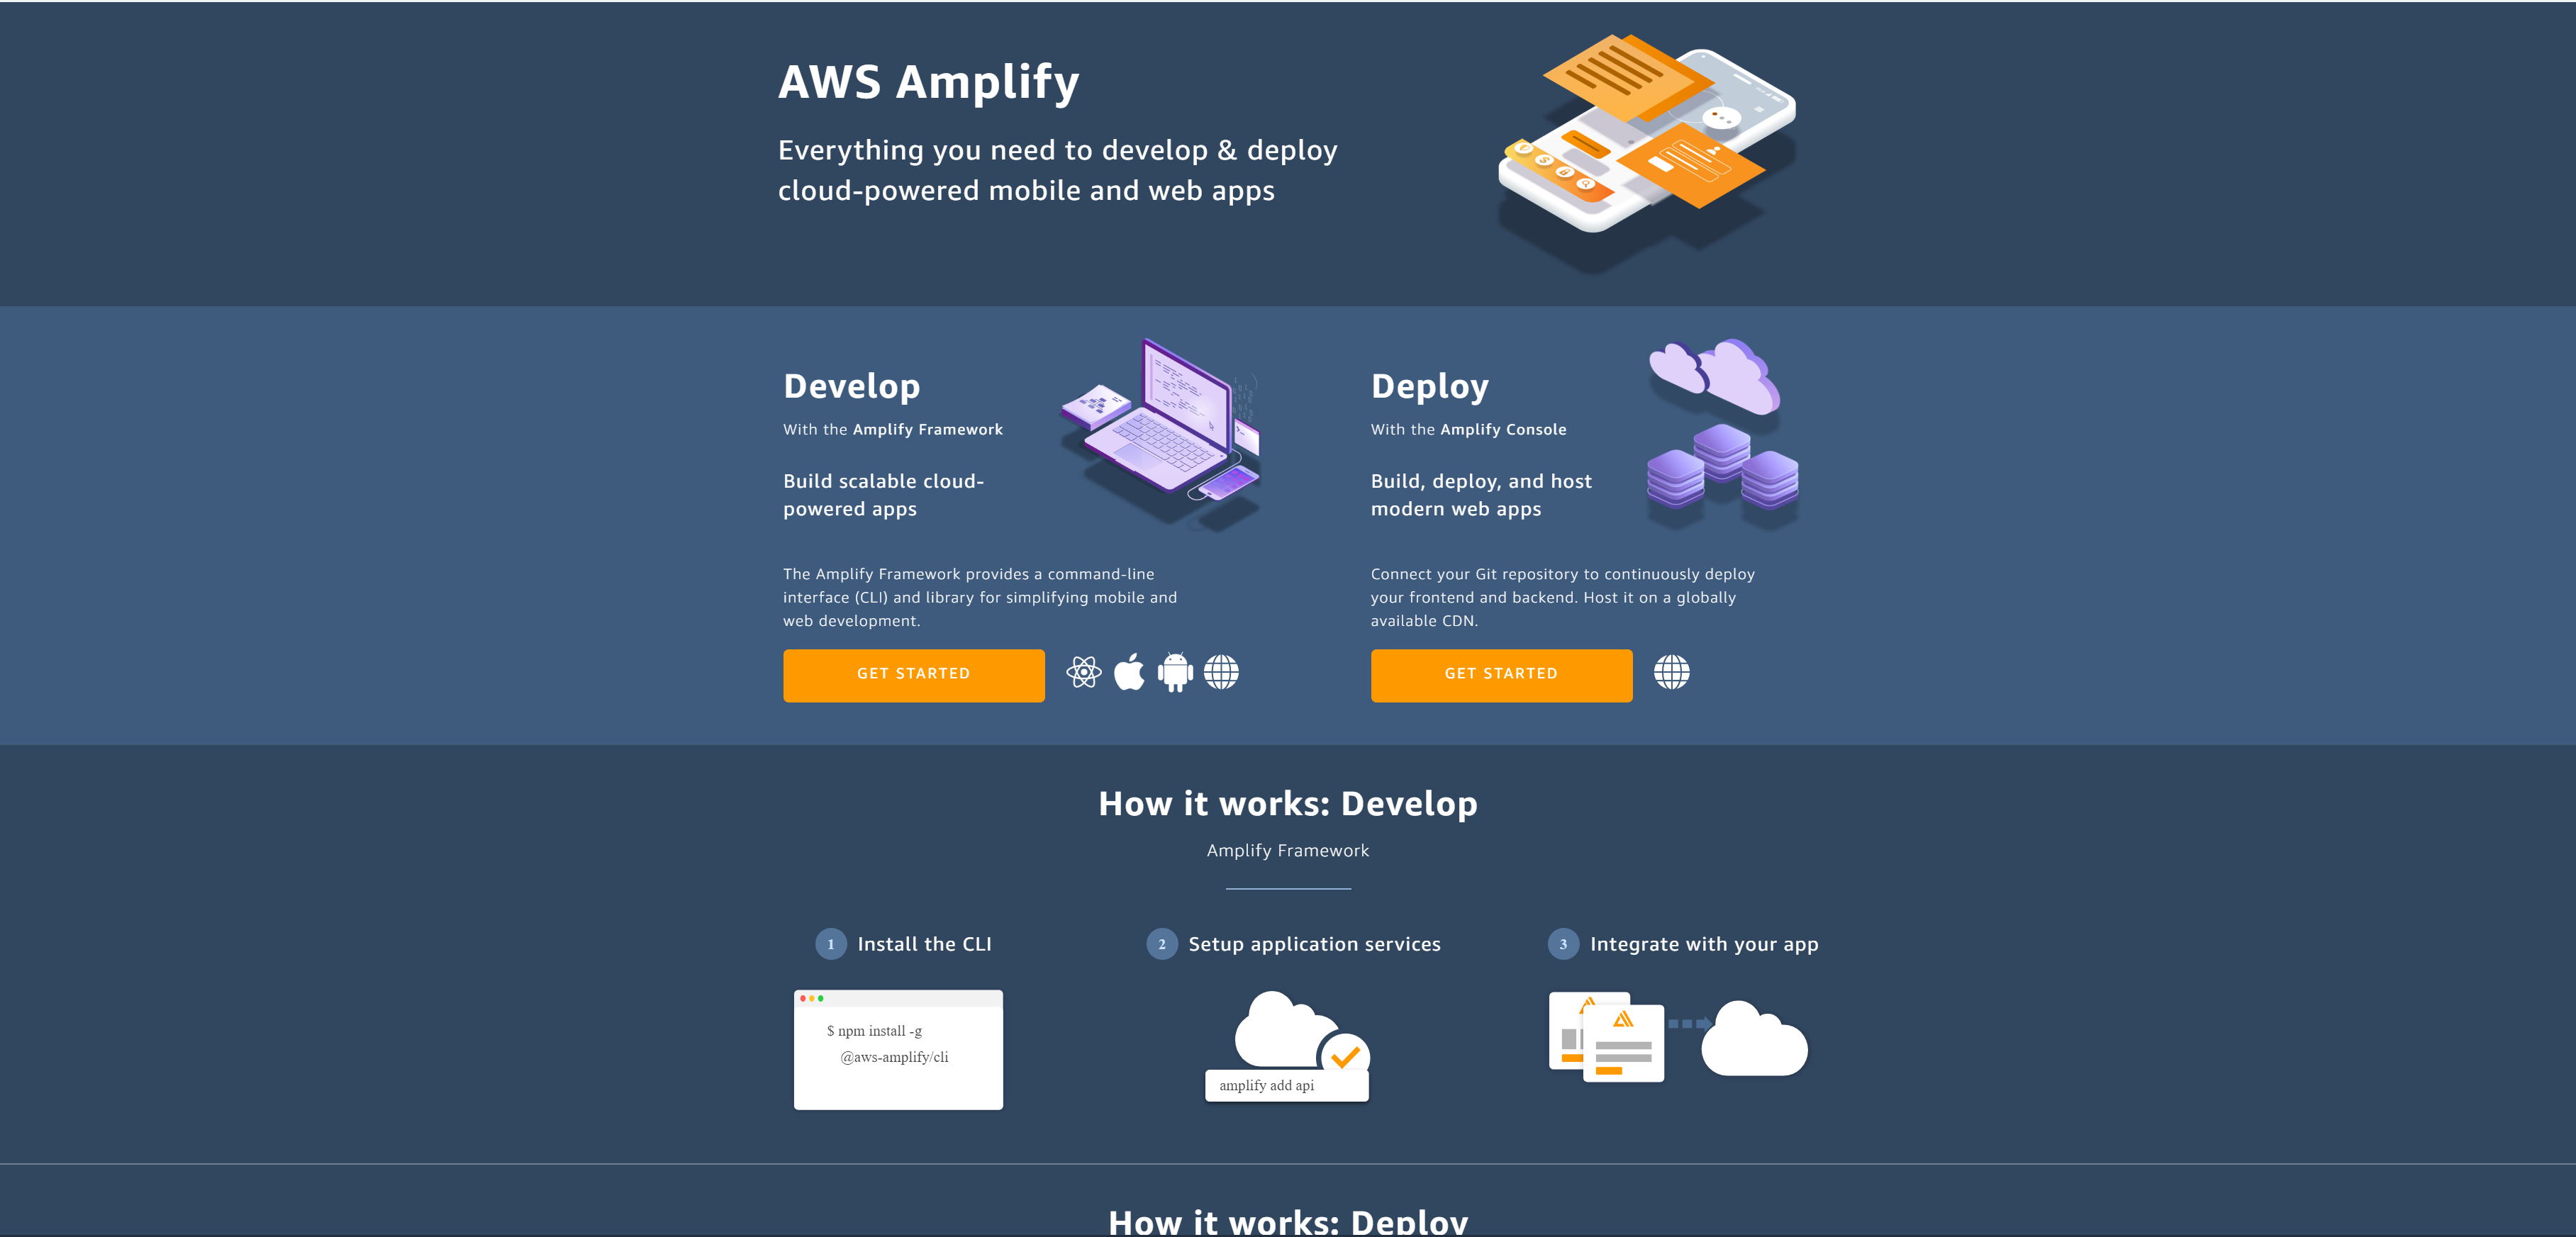 AWS Amplify
Everything you need to develop & deploy
cloud-powered mobile and web apps
Develop
With the Amplify Framework
Build scalable cloud-
powered apps
The Amplify Framework provides a command-line
interface (CLI) and library for simplifying mobile and
web development.
GET STARTED
Deploy
With the Amplify Console
Build, deploy, and host
modern web apps
Connect your Git repository to continuously deploy
your frontend and backend. Host it on a globally
available CDN.
GET STARTED
How it works: Develop
Amplify Framework
1 Install the CLI
$ npm install -g
@aws-amplify/cli
2 Setup application services
amplify add api
3 Integrate with your app
How it works: Deploy